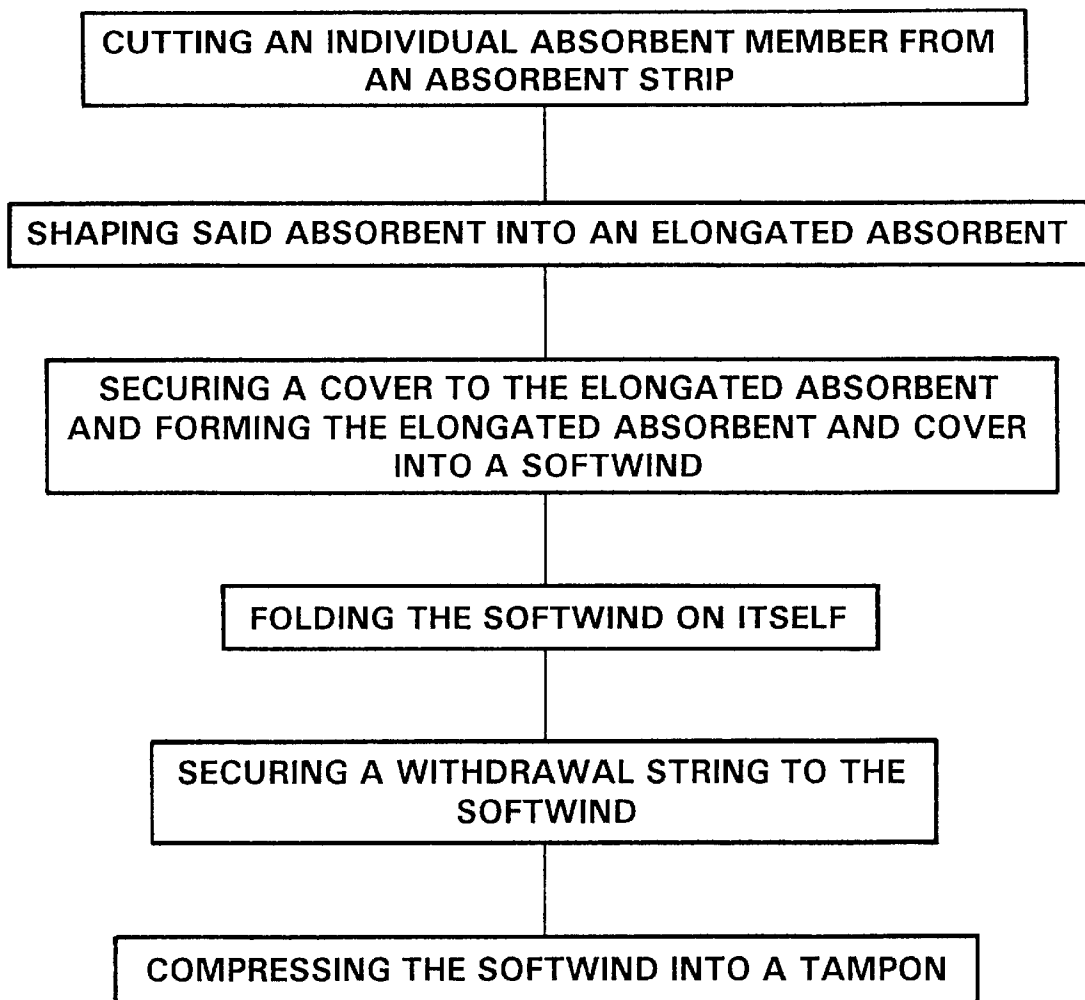 CUTTING AN INDIVIDUAL ABSORBENT MEMBER FROM
AN ABSORBENT STRIP
SHAPING SAID ABSORBENT INTO AN ELONGATED ABSORBENT
SECURING A COVER TO THE ELONGATED ABSORBENT
AND FORMING THE ELONGATED ABSORBENT AND COVER
INTO A SOFTWIND
FOLDING THE SOFTWIND ON ITSELF
SECURING A WITHDRAWAL STRING TO THE
SOFTWIND
COMPRESSING THE SOFTWIND INTO A TAMPON